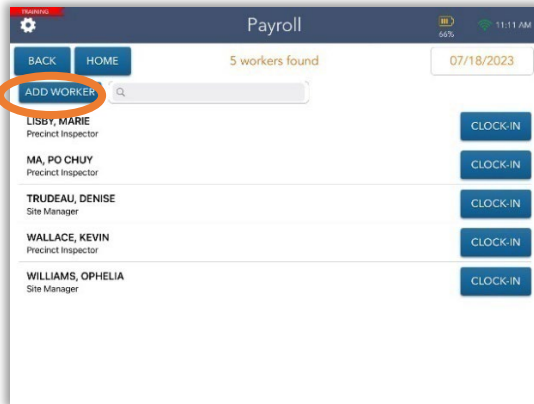 TRAINING
Payroll
66%
11:11 AM
BACK HOME 5 workers found 07/18/2023
ADD WORKER
LISBY, MARIE
Precinct Inspector
CLOCK-IN
MA, PO CHUY
Precinct Inspector
CLOCK-IN
TRUDEAU, DENISE
Site Manager
CLOCK-IN
WALLACE, KEVIN
Precinct Inspector
CLOCK-IN
WILLIAMS, OPHELIA
Site Manager
CLOCK-IN